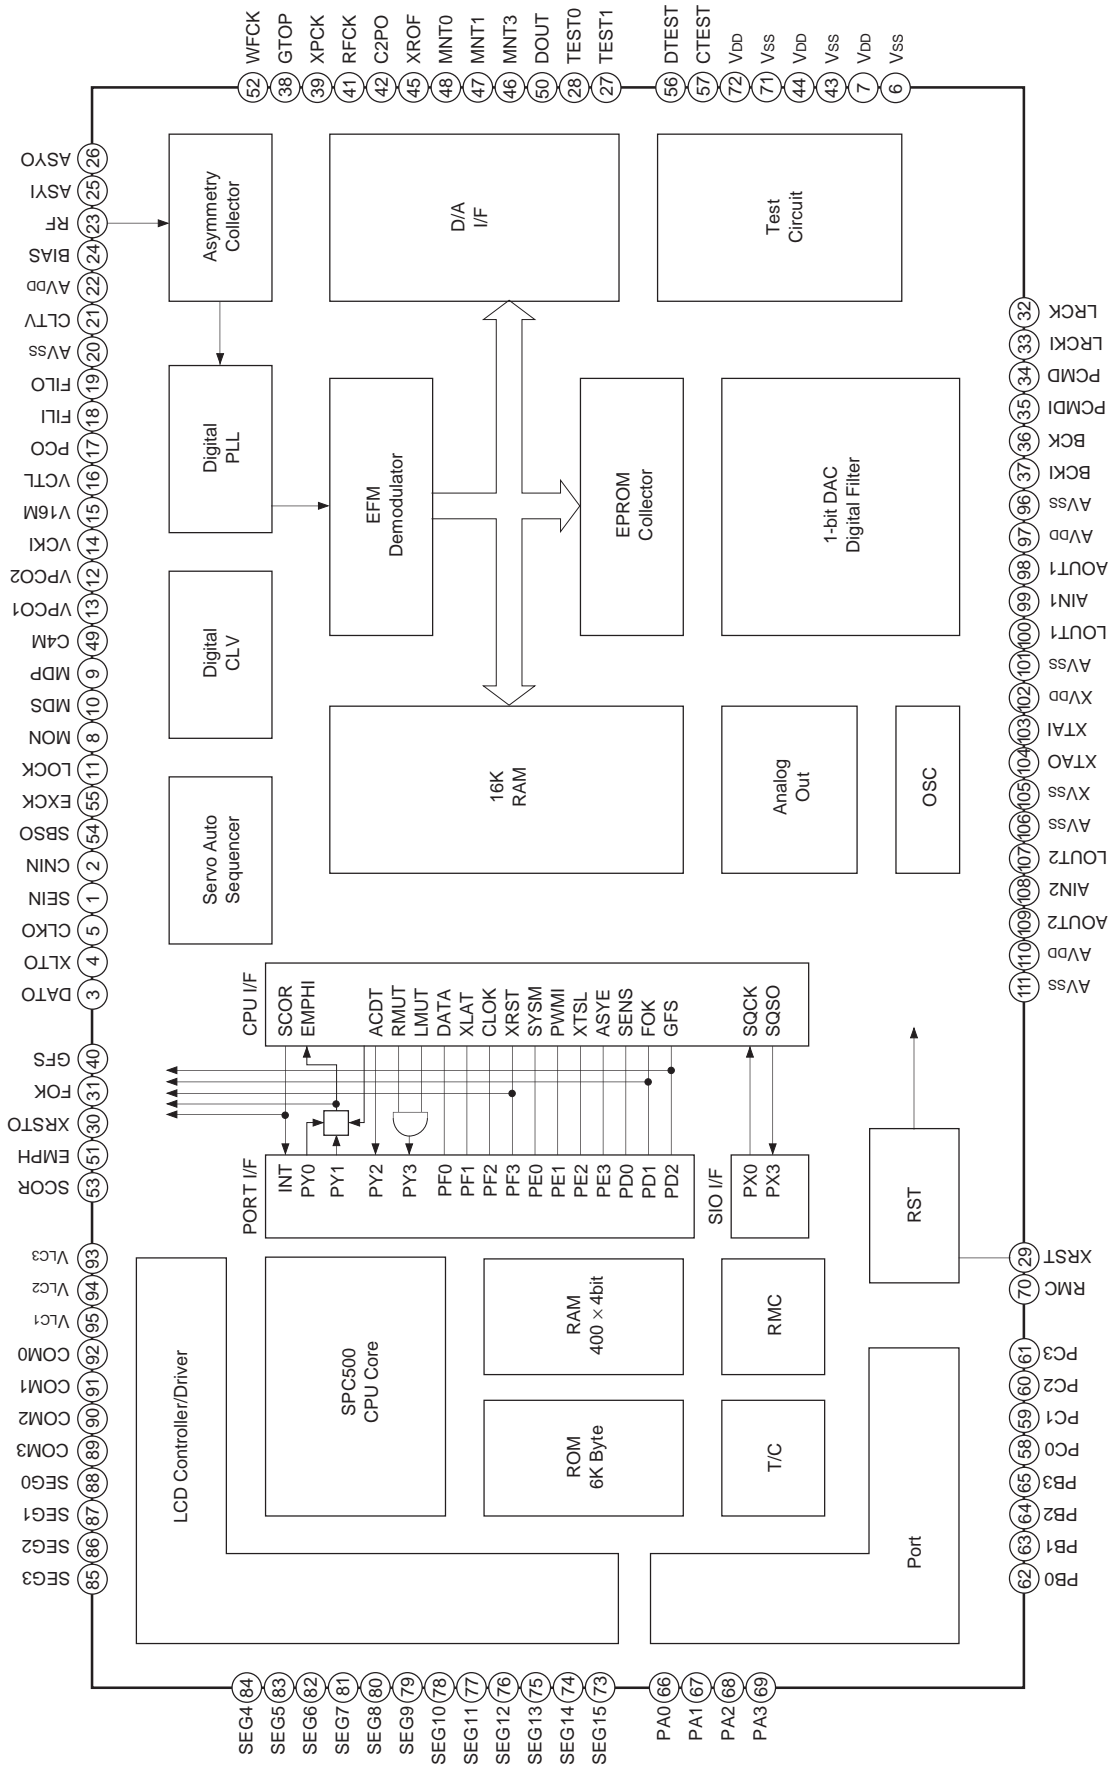 WFCK 52
GTOP 38
XPCK 39
RFCK 41
C2PO 42
XROF 45
MNT0 48
MNT1 47
MNT3 46
DOUT 50
TEST0 28
TEST1 27
DTEST 56
CTEST 57
VDD 72
VSS 71
VDD 44
VSS 43
VDD 7
VSS 6
ASYO 26
ASYI 25
RF 23
BIAS 24
AVDD 22
CLTV 21
AVSS 20
FILO 19
FILI 18
PCO 17
VCTL 16
V16M 15
VCKI 14
VPCO2 12
VPCO1 13
C4M 49
MDP 9
MDS 10
MON 8
LOCK 11
EXCK 55
SBSO 54
CNIN 2
SEIN 1
CLKO 5
XLTO 4
DATO 3
GFS 40
FOK 31
XRSTO 30
EMPH 51
SCOR 53
VLC3 93
VLC2 94
VLC1 95
COM0 92
COM1 91
COM2 90
COM3 89
SEG0 88
SEG1 87
SEG2 86
SEG3 85
Asymmetry
Collector
D/A
I/F
Test
Circuit
Digital
PLL
EFM
Demodulator
EPROM
Collector
1-bit DAC
Digital Filter
Digital
CLV
Servo Auto
Sequencer
16K
RAM
Analog
Out
OSC
CPU I/F
SCOR
EMPHI
ACDT
RMUT
LMUT
DATA
XLAT
CLOK
XRST
SYSM
PWMI
XTSL
ASYE
SENS
FOK
GFS
SQCK
SQSO
PORT I/F
INT
PY0
PY1
PY2
PY3
PF0
PF1
PF2
PF3
PE0
PE1
PE2
PE3
PD0
PD1
PD2
SIO I/F
PX0
PX3
RST
LCD Controller/Driver
SPC500
CPU Core
RAM
400 × 4bit
RMC
ROM
6K Byte
T/C
Port
32 LRCK
33 LRCKI
34 PCMD
35 PCMDI
36 BCK
37 BCKI
96 AVSS
97 AVDD
98 AOUT1
99 AIN1
100 LOUT1
101 AVSS
102 XVDD
103 XTAI
104 XTAO
105 XVSS
106 AVSS
107 LOUT2
108 AIN2
109 AOUT2
110 AVDD
111 AVSS
29 XRST
70 RMC
61 PC3
60 PC2
59 PC1
58 PC0
65 PB3
64 PB2
63 PB1
62 PB0
SEG4 84
SEG5 83
SEG6 82
SEG7 81
SEG8 80
SEG9 79
SEG10 78
SEG11 77
SEG12 76
SEG13 75
SEG14 74
SEG15 73
PA0 66
PA1 67
PA2 68
PA3 69